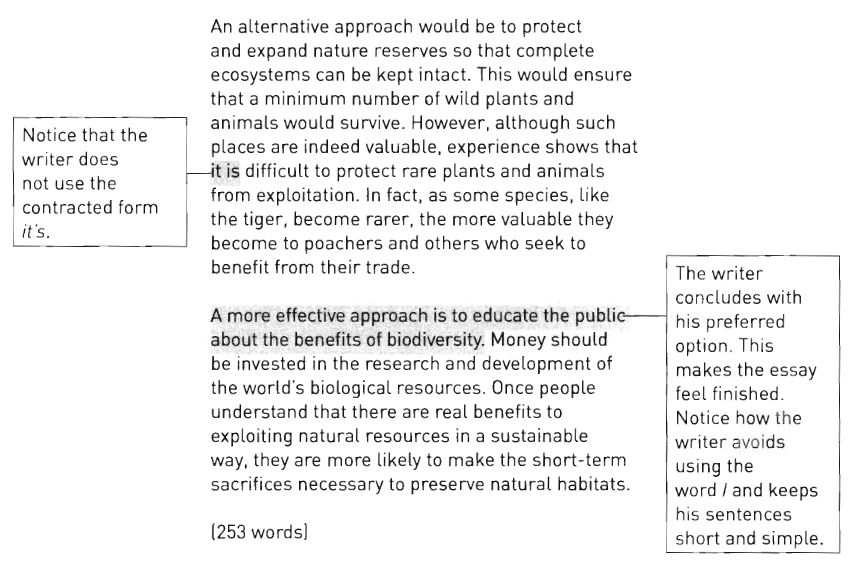 An alternative approach would be to protect
and expand nature reserves so that complete
ecosystems can be kept intact. This would ensure
that a minimum number of wild plants and
animals would survive. However, although such
places are indeed valuable, experience shows that
it is difficult to protect rare plants and animals
from exploitation. In fact, as some species, like
the tiger, become rarer, the more valuable they
become to poachers and others who seek to
benefit from their trade.
Notice that the
writer does
not use the
contracted form
it's.
A more effective approach is to educate the public
about the benefits of biodiversity. Money should
be invested in the research and development of
the world's biological resources. Once people
understand that there are real benefits to
exploiting natural resources in a sustainable
way, they are more likely to make the short-term
sacrifices necessary to preserve natural habitats.
(253 words)
The writer
concludes with
his preferred
option. This
makes the essay
feel finished.
Notice how the
writer avoids
using the
word I and keeps
his sentences
short and simple.